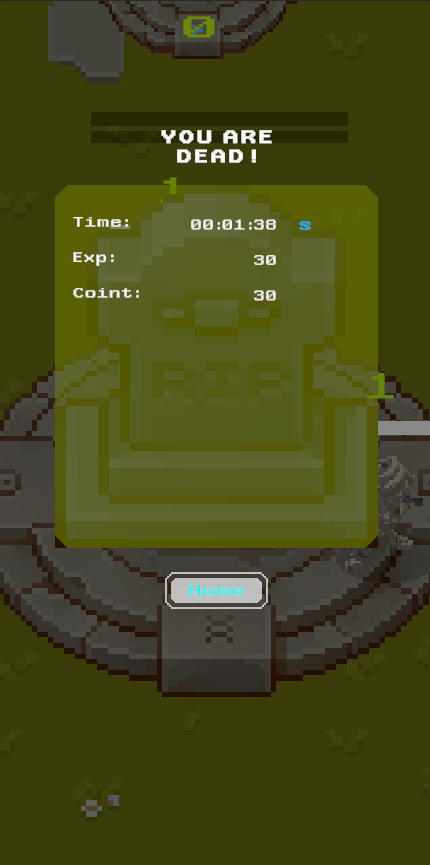 YOU ARE
DEAD!
1
Time: 00:01:38 s
Exp: 30
Coint: 30
RIP
1
Home